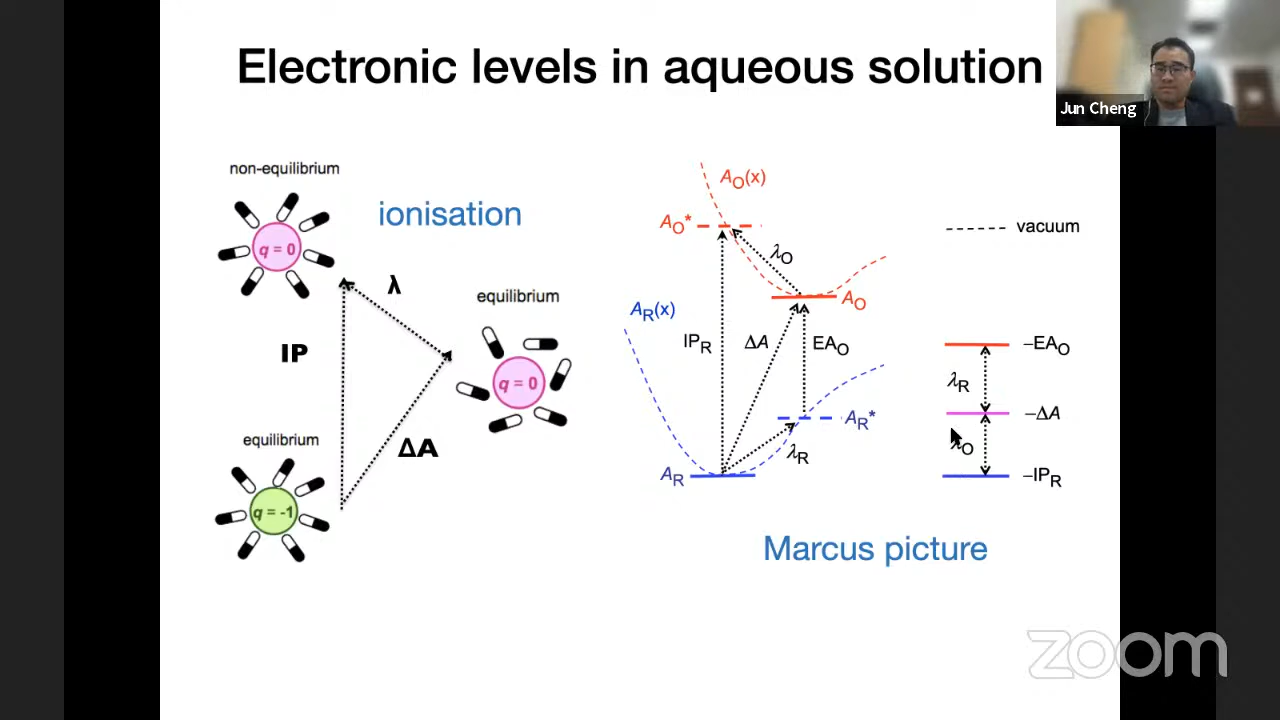 Electronic levels in aqueous solution
Jun Cheng
non-equilibrium
q = 0
ionisation
λ
IP
equilibrium
q = 0
ΔA
equilibrium
q = -1
A_O(x)
A_O*
λ_O
A_O
A_R(x)
IP_R
ΔA
EA_O
A_R*
λ_R
A_R
vacuum
−EA_O
λ_R
−ΔA
λ_O
−IP_R
Marcus picture
zoom